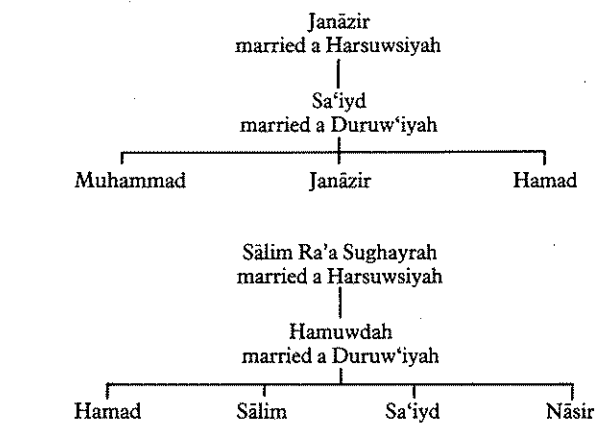 Janāzir
married a Harsuwsiyah
Sa‘iyd
married a Duruw‘iyah
Muhammad Janāzir Hamad
Sālim Ra’a Sughayrah
married a Harsuwsiyah
Hamuwdah
married a Duruw‘iyah
Hamad Sālim Sa‘iyd Nāsir